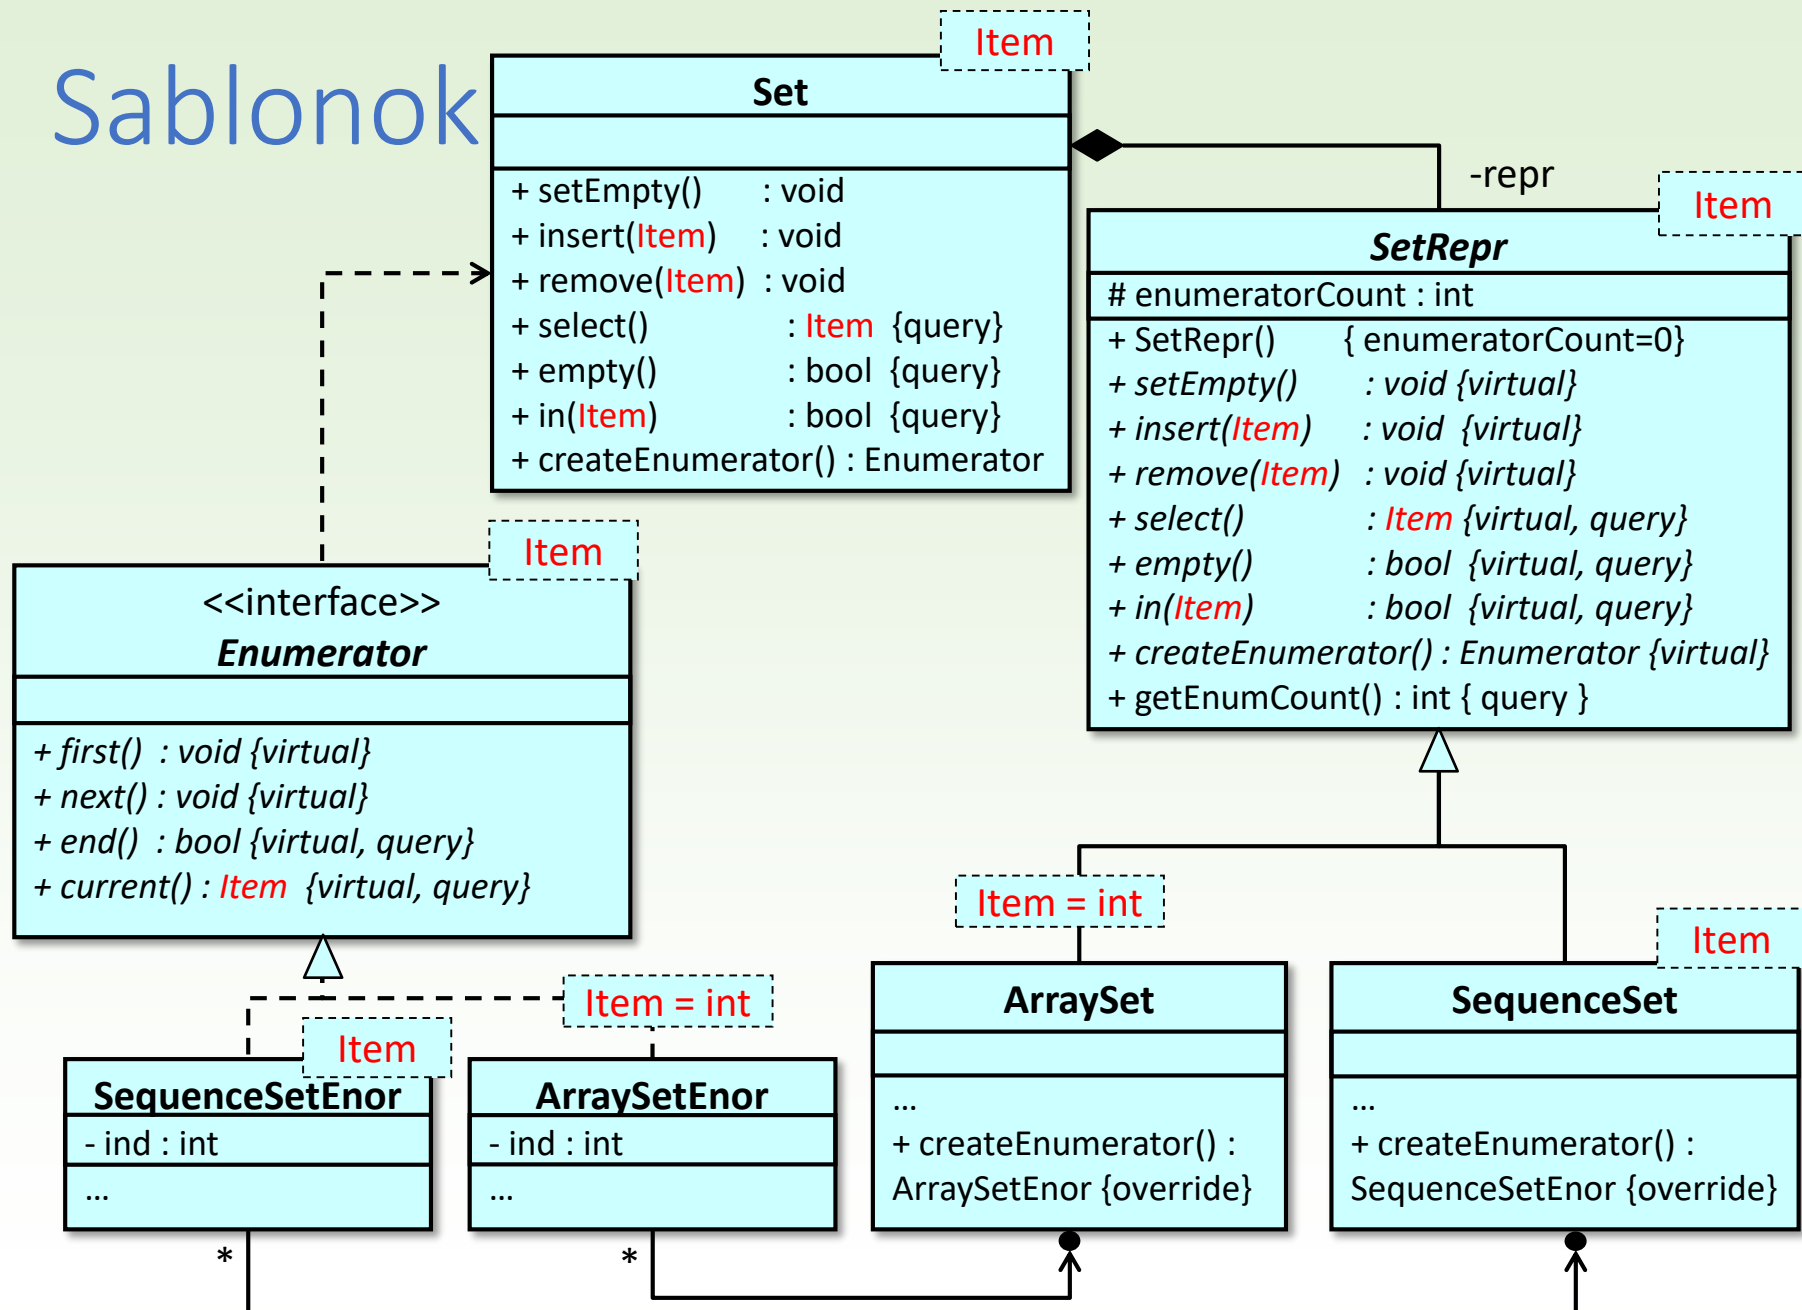 Sablonok
Item
Set
+ setEmpty() : void
+ insert(Item) : void
+ remove(Item) : void
+ select() : Item {query}
+ empty() : bool {query}
+ in(Item) : bool {query}
+ createEnumerator() : Enumerator
-repr
Item
SetRepr
# enumeratorCount : int
+ SetRepr() { enumeratorCount=0}
+ setEmpty() : void {virtual}
+ insert(Item) : void {virtual}
+ remove(Item) : void {virtual}
+ select() : Item {virtual, query}
+ empty() : bool {virtual, query}
+ in(Item) : bool {virtual, query}
+ createEnumerator() : Enumerator {virtual}
+ getEnumCount() : int { query }
Item
<<interface>>
Enumerator
+ first() : void {virtual}
+ next() : void {virtual}
+ end() : bool {virtual, query}
+ current() : Item {virtual, query}
Item
SequenceSetEnor
- ind : int
...
*
Item = int
ArraySetEnor
- ind : int
...
*
Item = int
ArraySet
...
+ createEnumerator() :
ArraySetEnor {override}
Item
SequenceSet
...
+ createEnumerator() :
SequenceSetEnor {override}